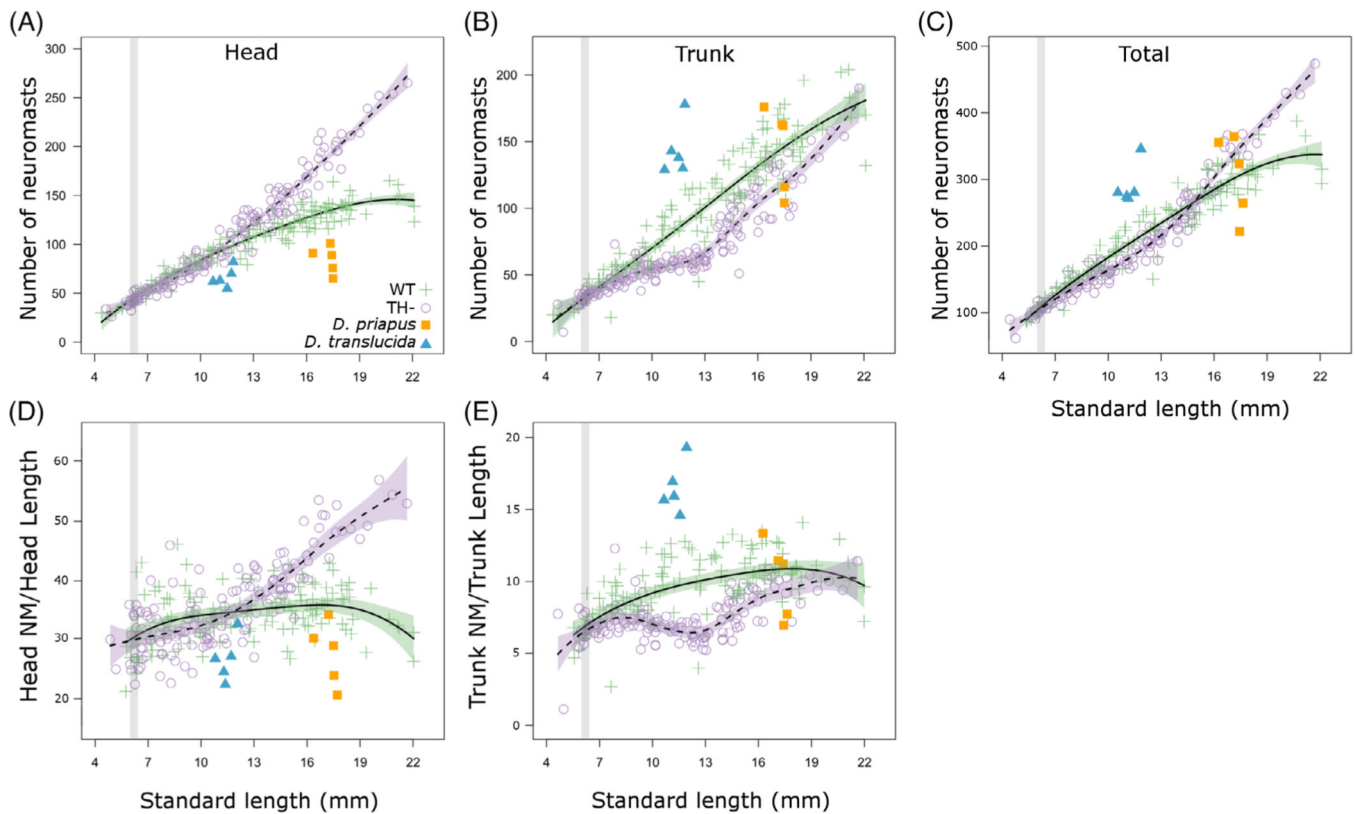 (A)
Head
Number of neuromasts
300
250
200
150
100
50
0
4 7 10 13 16 19 22
WT
TH-
D. priapus
D. translucida
(B)
Trunk
Number of neuromasts
200
150
100
50
0
4 7 10 13 16 19 22
(C)
Total
Number of neuromasts
500
400
300
200
100
4 7 10 13 16 19 22
Standard length (mm)
(D)
Head NM/Head Length
60
50
40
30
20
4 7 10 13 16 19 22
Standard length (mm)
(E)
Trunk NM/Trunk Length
20
15
10
5
0
4 7 10 13 16 19 22
Standard length (mm)